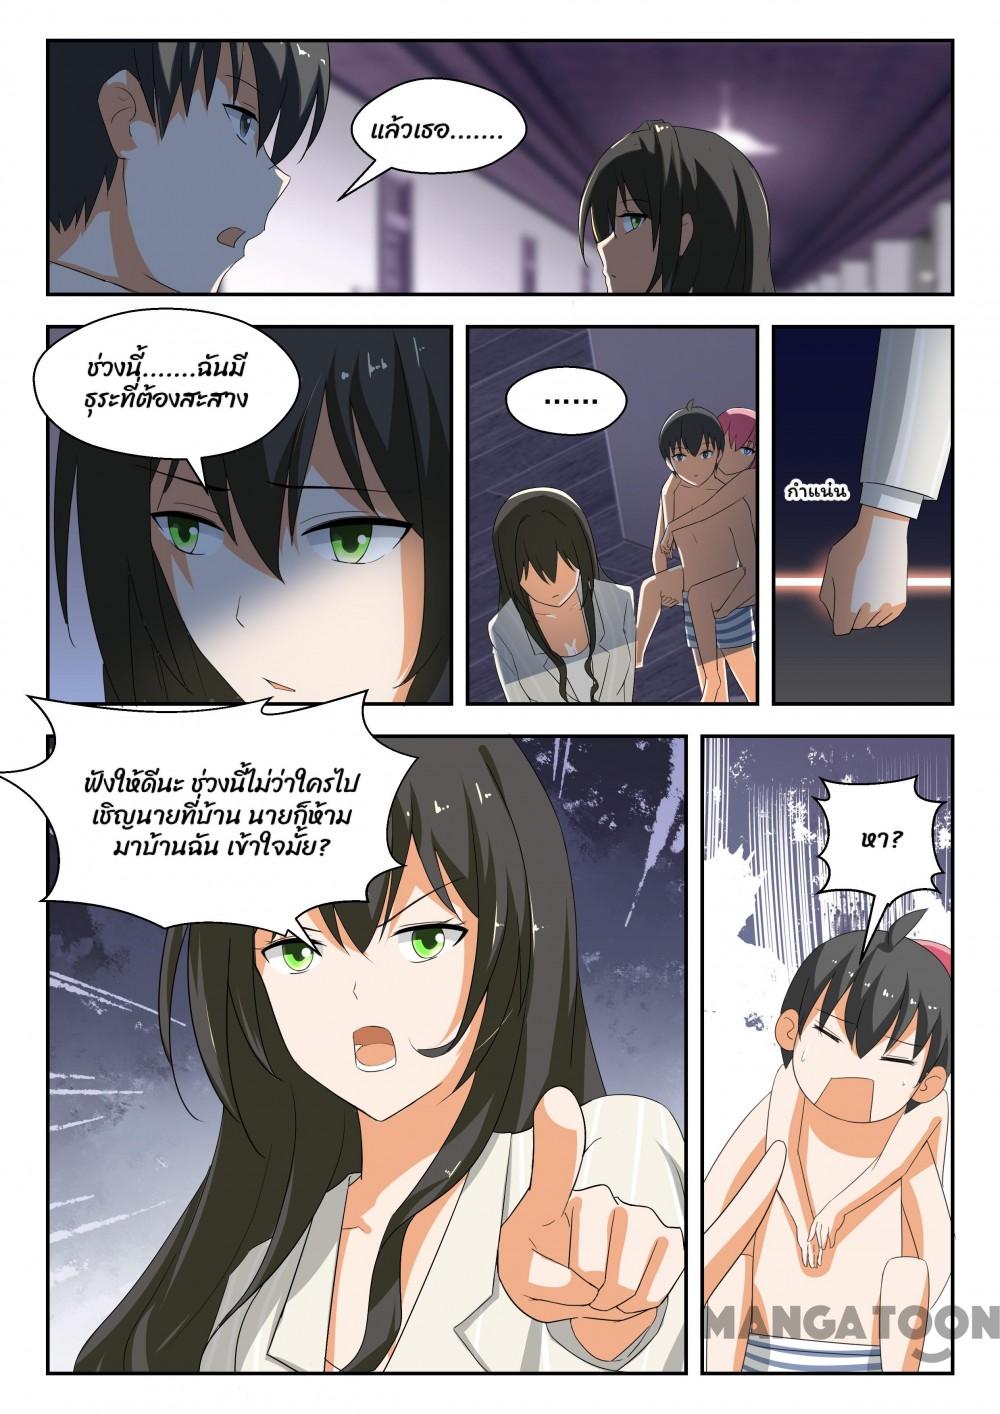 แล้วเธอ.......
ช่วงนี้.......ฉันมี
ธุระที่ต้องสะสาง
......
กำแน่น
ฟังให้ดีนะ ช่วงนี้ไม่ว่าใครไป
เชิญนายที่บ้าน นายก็ห้าม
มาบ้านฉัน เข้าใจมั้ย?
หา?
MANGATOON